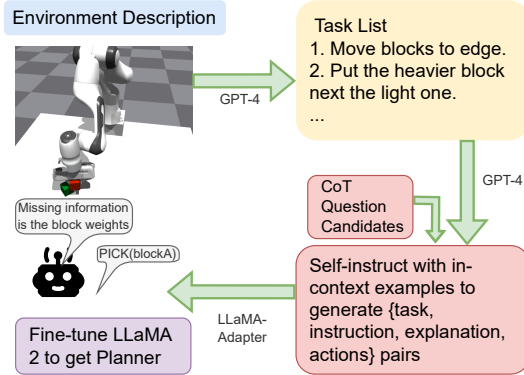 Environment Description
GPT-4
Task List
1. Move blocks to edge.
2. Put the heavier block
next the light one.
...
GPT-4
CoT
Question
Candidates
Self-instruct with in-
context examples to
generate {task,
instruction, explanation,
actions} pairs
LLaMA-
Adapter
Missing information
is the block weights
PICK(blockA)
Fine-tune LLaMA
2 to get Planner